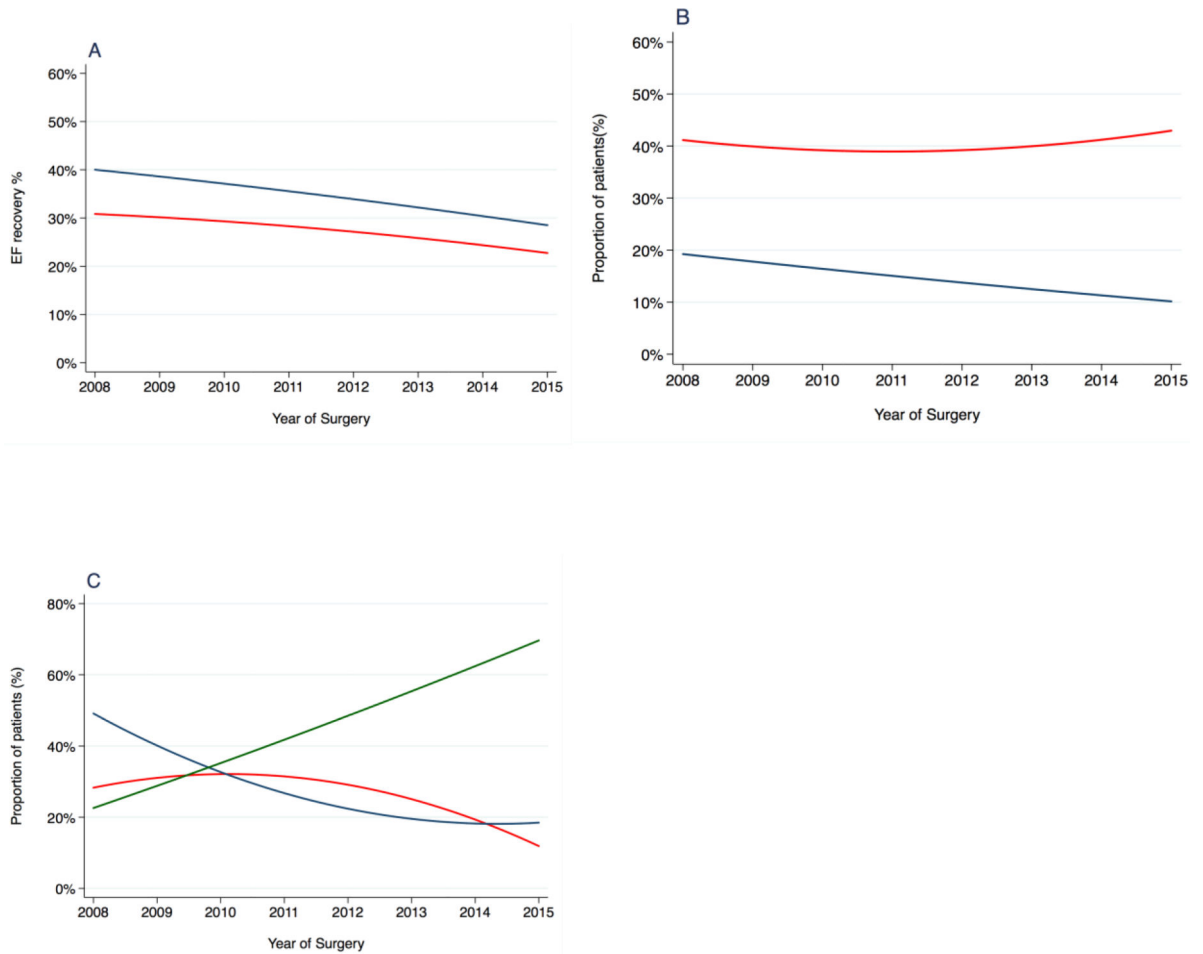 A
60%
50%
40%
30%
20%
10%
0%
EF recovery %
2008 2009 2010 2011 2012 2013 2014 2015
Year of Surgery
B
60%
50%
40%
30%
20%
10%
0%
Proportion of patients(%)
2008 2009 2010 2011 2012 2013 2014 2015
Year of Surgery
C
80%
60%
40%
20%
0%
Proportion of patients (%)
2008 2009 2010 2011 2012 2013 2014 2015
Year of Surgery